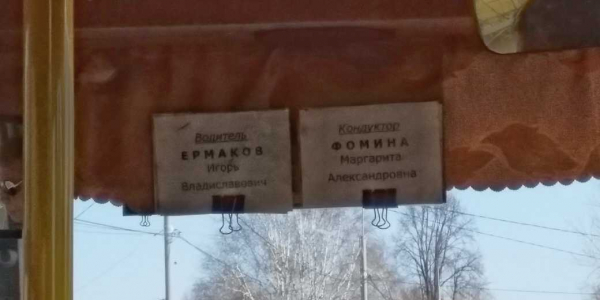 Водитель
ЕРМАКОВ
Игорь
Владиславович
Кондуктор
ФОМИНА
Маргарита
Александровна